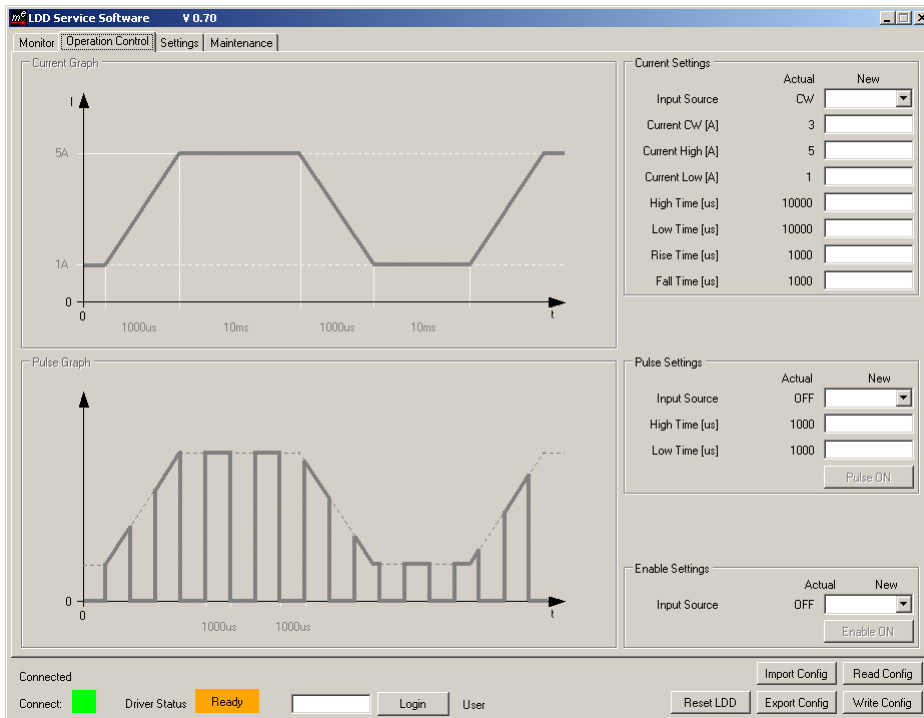 me LDD Service Software V 0.70
Monitor Operation Control Settings Maintenance
Current Graph
I
5A
1A
0
0
t
1000us 10ms 1000us 10ms
Current Settings
Actual New
Input Source CW
Current CW [A] 3
Current High [A] 5
Current Low [A] 1
High Time [us] 10000
Low Time [us] 10000
Rise Time [us] 1000
Fall Time [us] 1000
Pulse Graph
0
0
t
1000us 1000us
Pulse Settings
Actual New
Input Source OFF
High Time [us] 1000
Low Time [us] 1000
Pulse ON
Enable Settings
Actual New
Input Source OFF
Enable ON
Connected
Connect: Driver Status Ready Login User
Import Config Read Config
Reset LDD Export Config Write Config